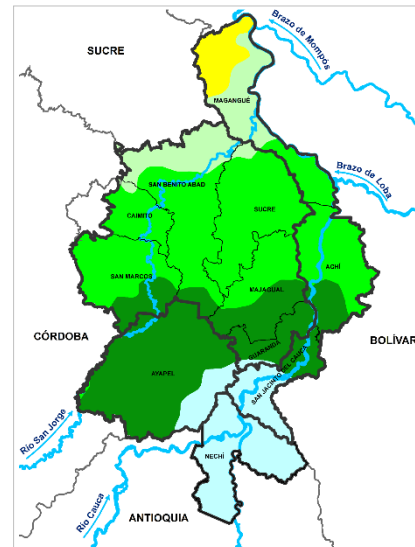 SUCRE
Brazo de Mompós
MAGANGUÉ
Brazo de Loba
SAN BENITO ABAD
CAIMITO
SUCRE
ACHÍ
SAN MARCOS
MAJAGUAL
CÓRDOBA
BOLÍVAR
GUARANDA
AYAPEL
SAN JACINTO DEL CAUCA
Río San Jorge
NECHÍ
Río Cauca
ANTIOQUIA